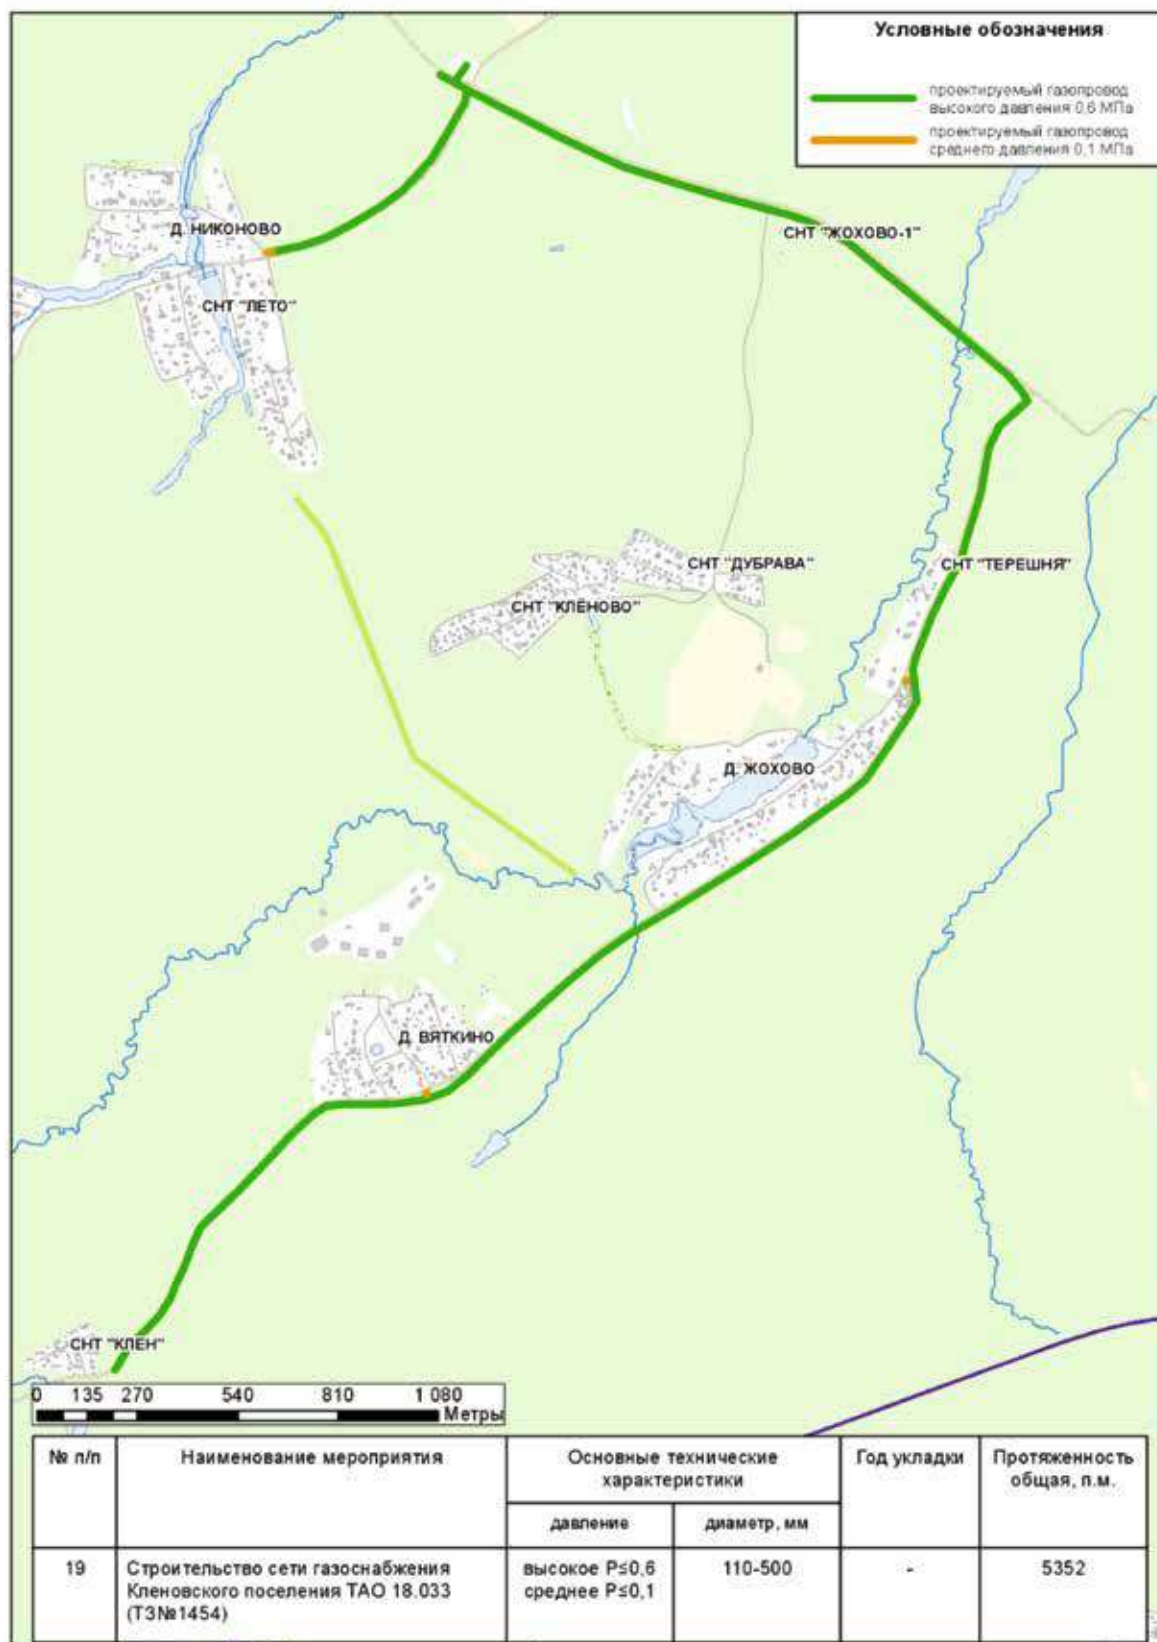 Условные обозначения
проектируемый газопровод
высокого давления 0,6 МПа
проектируемый газопровод
среднего давления 0,1 МПа
Д. НИКОНОВО
СНТ "ЖОХОВО-1"
СНТ "ЛЕТО"
СНТ "ДУБРАВА"
СНТ "ТЕРЕШНЯ"
СНТ "КЛЁНОВО"
Д. ЖОХОВО
Д. ВЯТКИНО
СНТ "КЛЕН"
0 135 270 540 810 1 080
Метры
№ п/п Наименование мероприятия Основные технические Год укладки Протяженность
характеристики общая, п.м.
давление диаметр, мм
19 Строительство сети газоснабжения высокое Р≤0,6 110-500 - 5352
Кленовского поселения ТАО 18.033 среднее Р≤0,1
(ТЗ№1454)